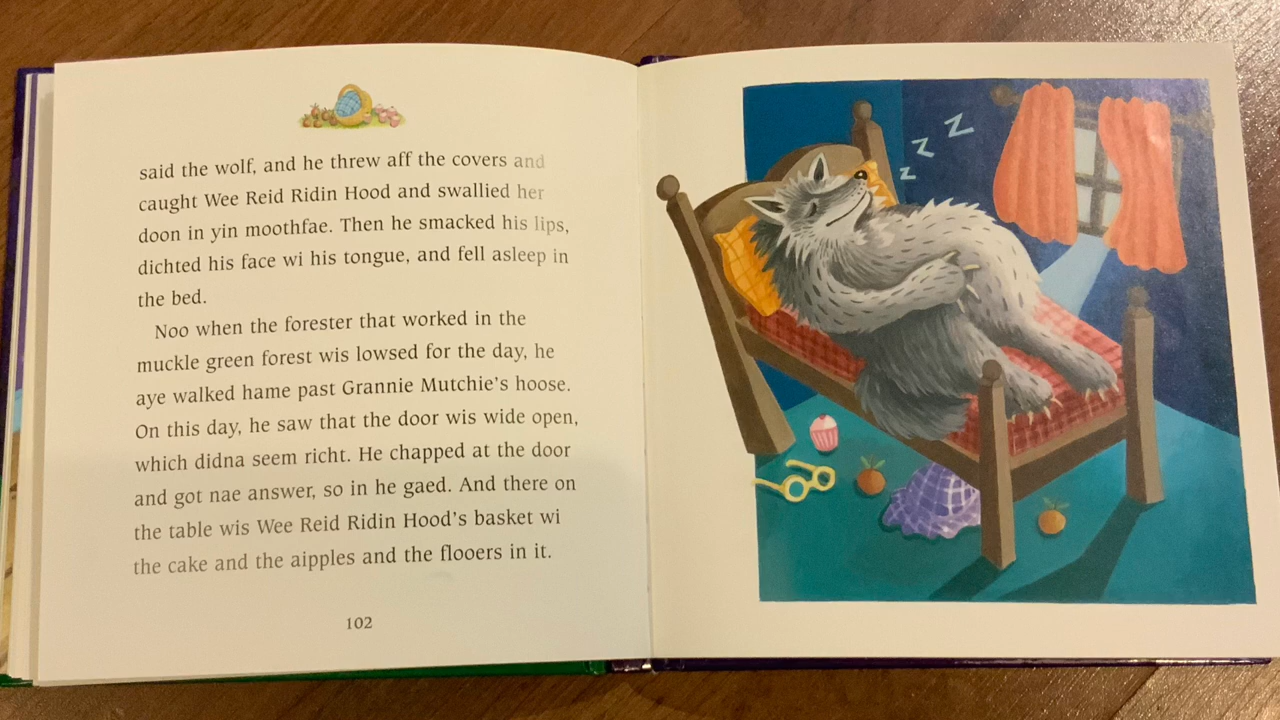 said the wolf, and he threw aff the covers and
caught Wee Reid Ridin Hood and swallied her
doon in yin moothfae. Then he smacked his lips,
dichted his face wi his tongue, and fell asleep in
the bed.
Noo when the forester that worked in the
muckle green forest wis lowsed for the day, he
aye walked hame past Grannie Mutchie's hoose.
On this day, he saw that the door wis wide open,
which didna seem richt. He chapped at the door
and got nae answer, so in he gaed. And there on
the table wis Wee Reid Ridin Hood's basket wi
the cake and the aipples and the flooers in it.
102
z z z